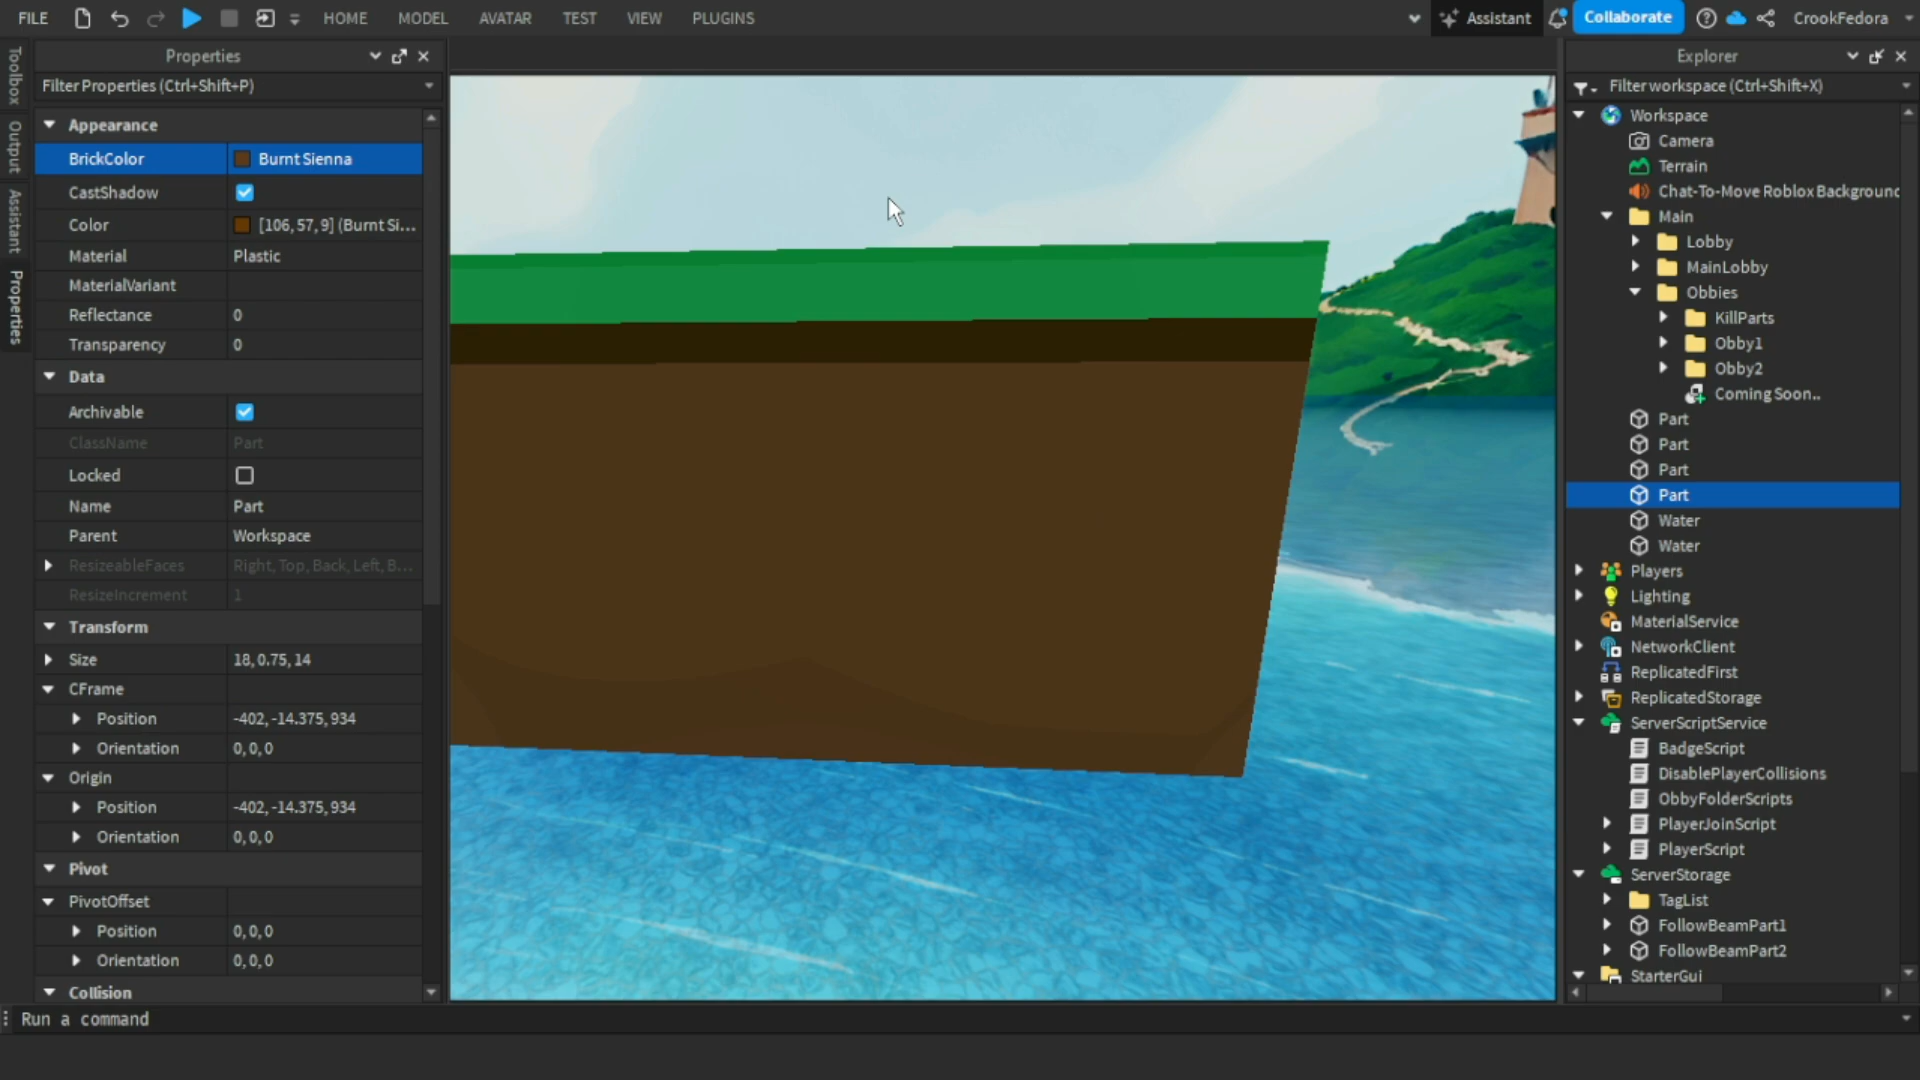 FILE HOME MODEL AVATAR TEST VIEW PLUGINS Assistant Collaborate CrookFedora
Toolbox
Output
Assistant
Properties
Properties
Filter Properties (Ctrl+Shift+P)
Appearance
BrickColor Burnt Sienna
CastShadow
Color [106, 57, 9] (Burnt Si...
Material Plastic
MaterialVariant
Reflectance 0
Transparency 0
Data
Archivable
ClassName Part
Locked
Name Part
Parent Workspace
ResizeableFaces Right, Top, Back, Left, B...
ResizeIncrement 1
Transform
Size 18, 0.75, 14
CFrame
Position -402, -14.375, 934
Orientation 0, 0, 0
Origin
Position -402, -14.375, 934
Orientation 0, 0, 0
Pivot
PivotOffset
Position 0, 0, 0
Orientation 0, 0, 0
Collision
Explorer
Filter workspace (Ctrl+Shift+X)
Workspace
Camera
Terrain
Chat-To-Move Roblox Background
Main
Lobby
MainLobby
Obbies
KillParts
Obby1
Obby2
Coming Soon..
Part
Part
Part
Part
Water
Water
Players
Lighting
MaterialService
NetworkClient
ReplicatedFirst
ReplicatedStorage
ServerScriptService
BadgeScript
DisablePlayerCollisions
ObbyFolderScripts
PlayerJoinScript
PlayerScript
ServerStorage
TagList
FollowBeamPart1
FollowBeamPart2
StarterGui
Run a command